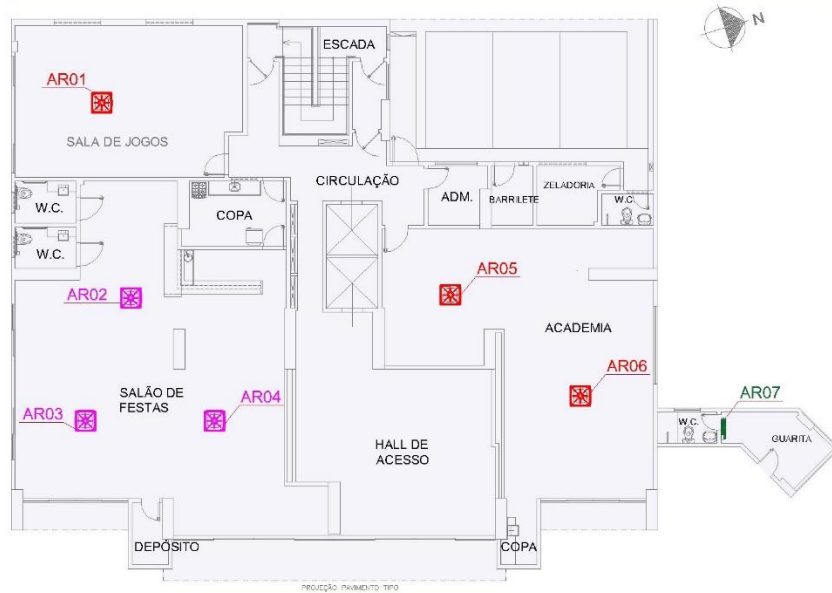 N
ESCADA
AR01
SALA DE JOGOS
CIRCULAÇÃO
ADM.
BARRILETE
ZELADORIA
W.C.
COPA
W.C.
W.C.
AR02
AR05
ACADEMIA
AR06
SALÃO DE
FESTAS
AR03
AR04
AR07
W.C.
GUARITA
HALL DE
ACESSO
DEPÓSITO
COPA
PROJEÇÃO PAVIMENTO TIPO